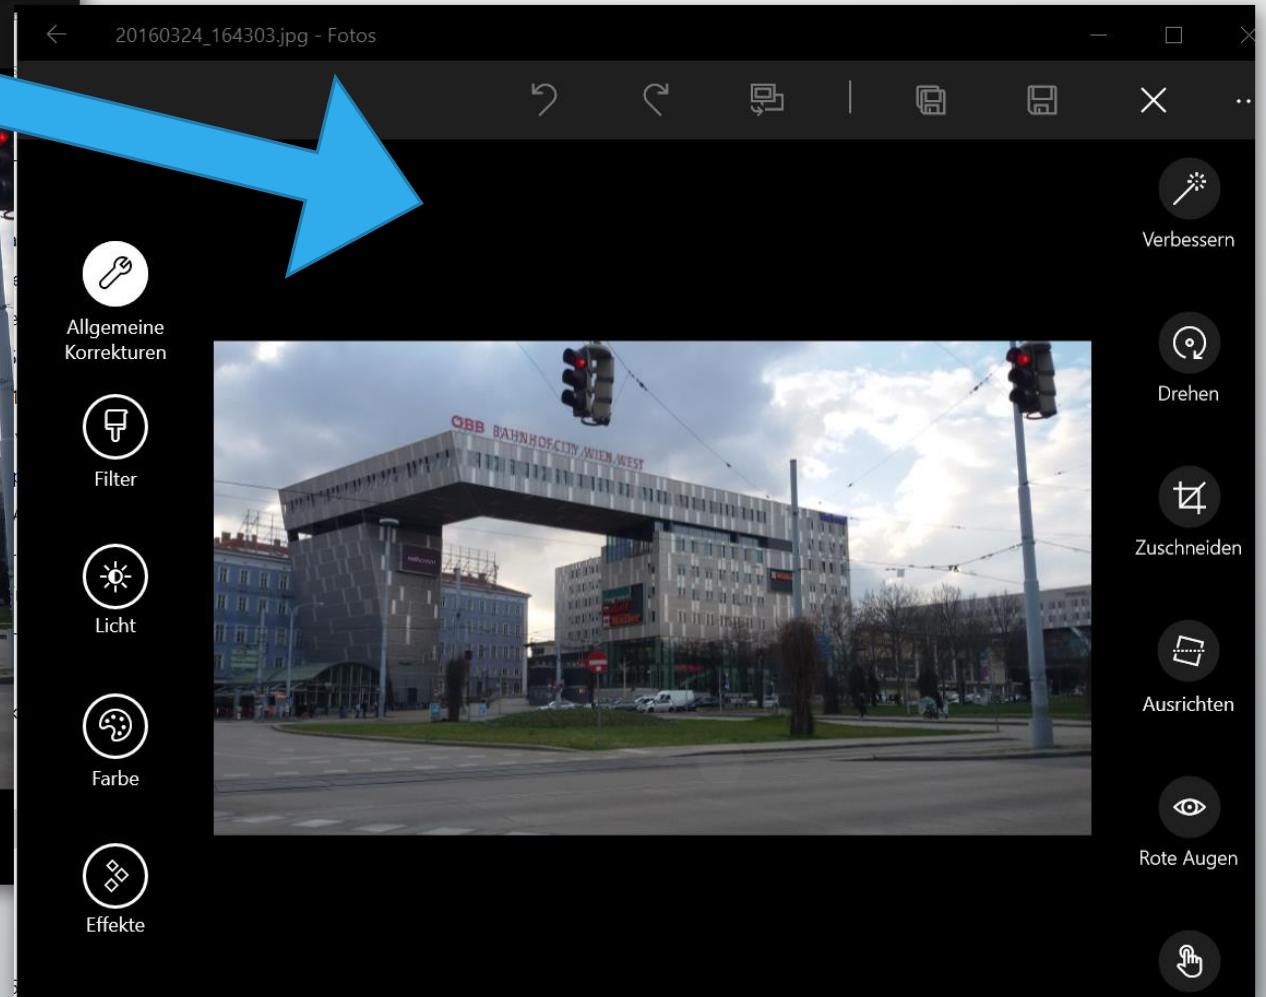 20160324_164303.jpg - Fotos
Verbessern
Allgemeine
Korrekturen
Drehen
ÖBB BAHNHOFCITY WIEN WEST
Filter
Zuschneiden
Müller
Licht
Ausrichten
Farbe
Rote Augen
Effekte